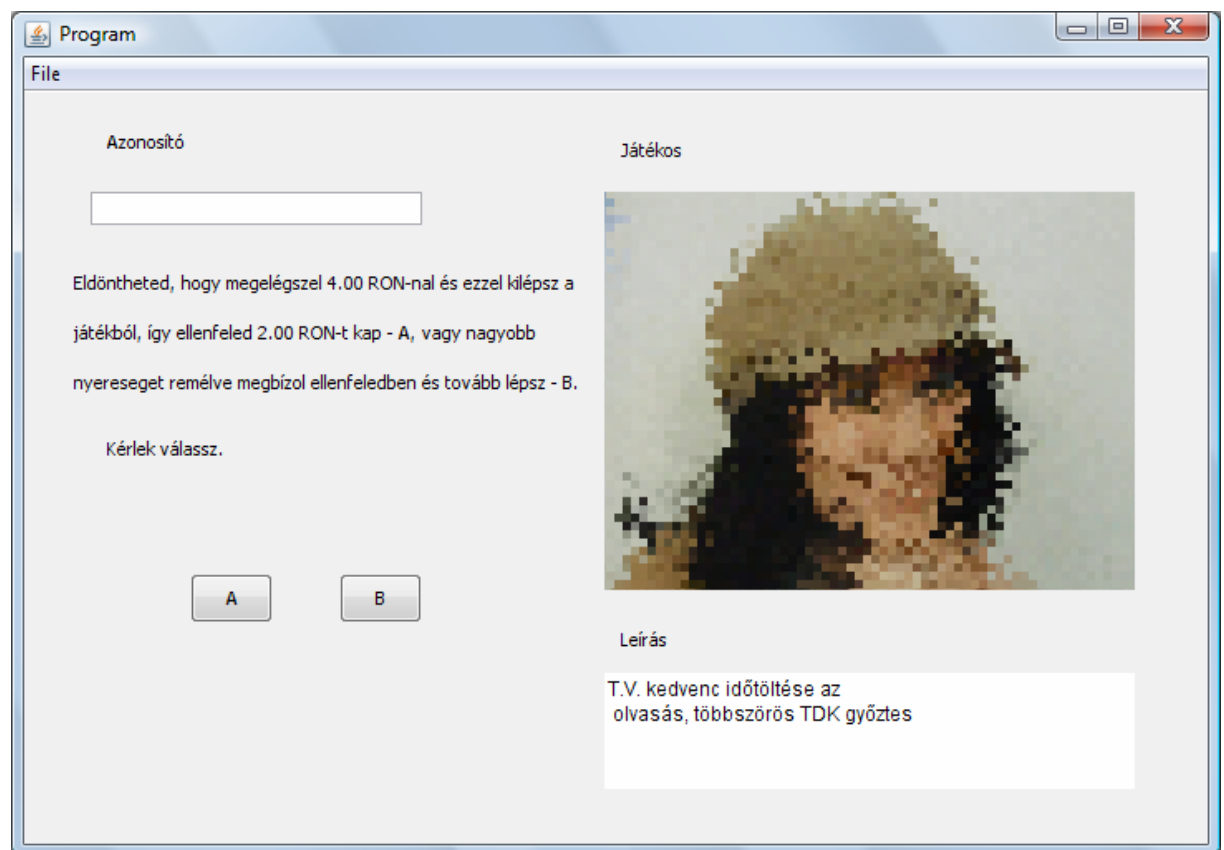 Program
File
Azonosító
Eldöntheted, hogy megelégszel 4.00 RON-nal és ezzel kilépsz a
játékból, így ellenfeled 2.00 RON-t kap - A, vagy nagyobb
nyereseget remélve megbízol ellenfeledben és tovább lépsz - B.
Kérlek válassz.
A
B
Játékos
Leírás
T.V. kedvenc időtöltése az
olvasás, többszörös TDK győztes